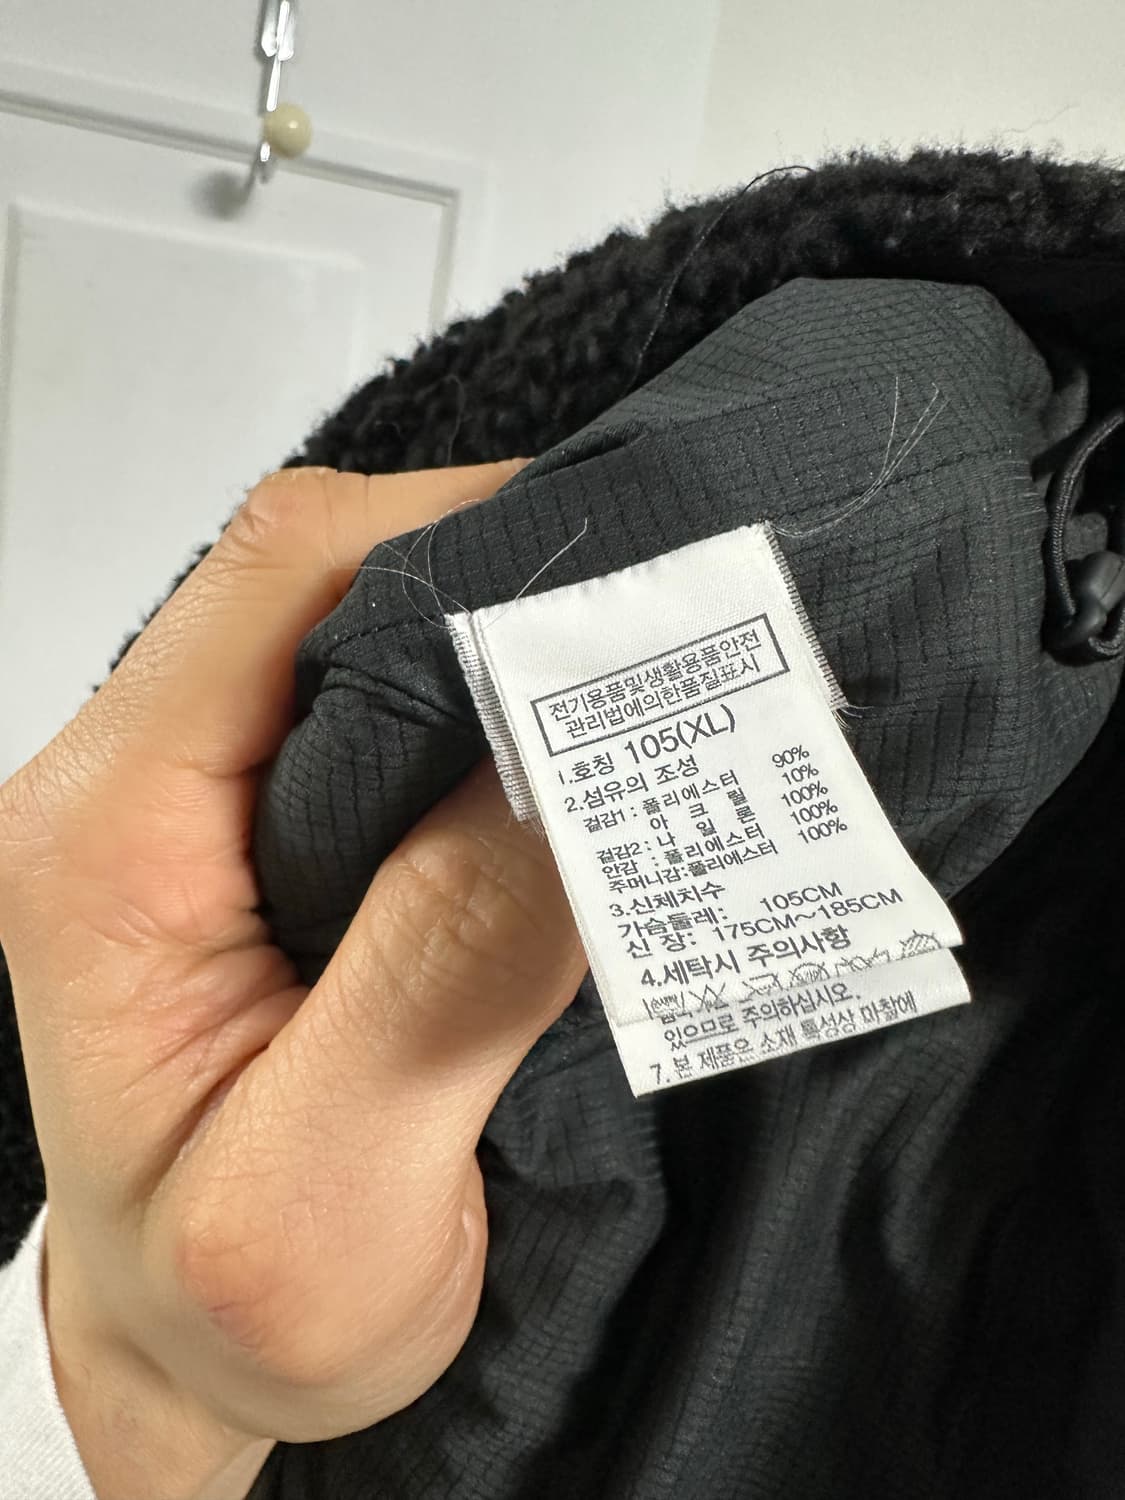 전기용품및생활용품안전
관리법에의한품질표시
1.호칭 105(XL)
2.섬유의 조성
겉감1 : 폴리에스터 90%
아 크 릴 10%
겉감2 : 나 일 론 100%
안감 : 폴리에스터 100%
주머니감:폴리에스터 100%
3.신체치수
가슴둘레: 105CM
신 장: 175CM~185CM
4.세탁시 주의사항
있으므로 주의하십시오.
7.본 제품은 소재 특성상 마찰에